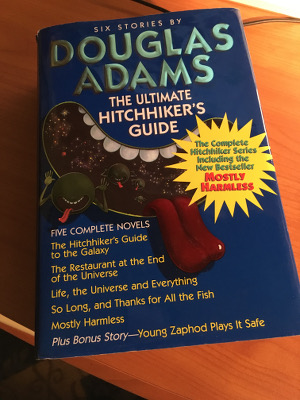 SIX STORIES BY
DOUGLAS
ADAMS
THE ULTIMATE
HITCHHIKER'S
GUIDE
The Complete
Hitchhiker Series
Including the
New Bestseller
MOSTLY
HARMLESS
FIVE COMPLETE NOVELS
The Hitchhiker's Guide
to the Galaxy
The Restaurant at the End
of the Universe
Life, the Universe and Everything
So Long, and Thanks for All the Fish
Mostly Harmless
Plus Bonus Story—Young Zaphod Plays It Safe